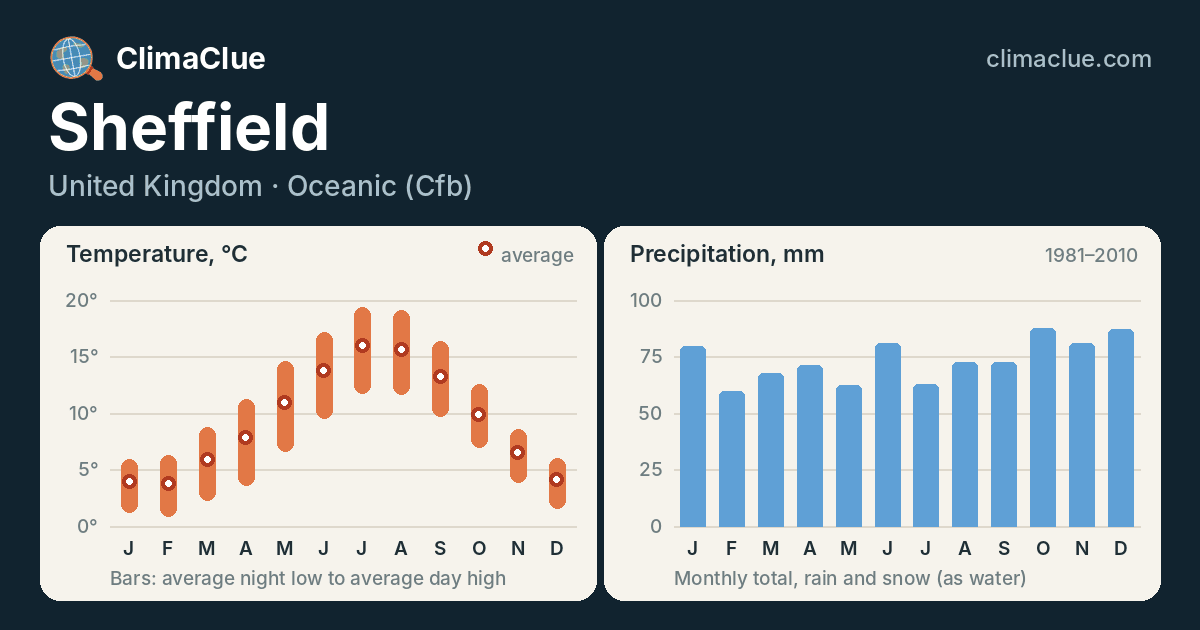 ClimaClue
climaclue.com
Sheffield
United Kingdom · Oceanic (Cfb)
Temperature, °C
average
20°
15°
10°
5°
0°
J F M A M J J A S O N D
Bars: average night low to average day high
Precipitation, mm
1981–2010
100
75
50
25
0
J F M A M J J A S O N D
Monthly total, rain and snow (as water)